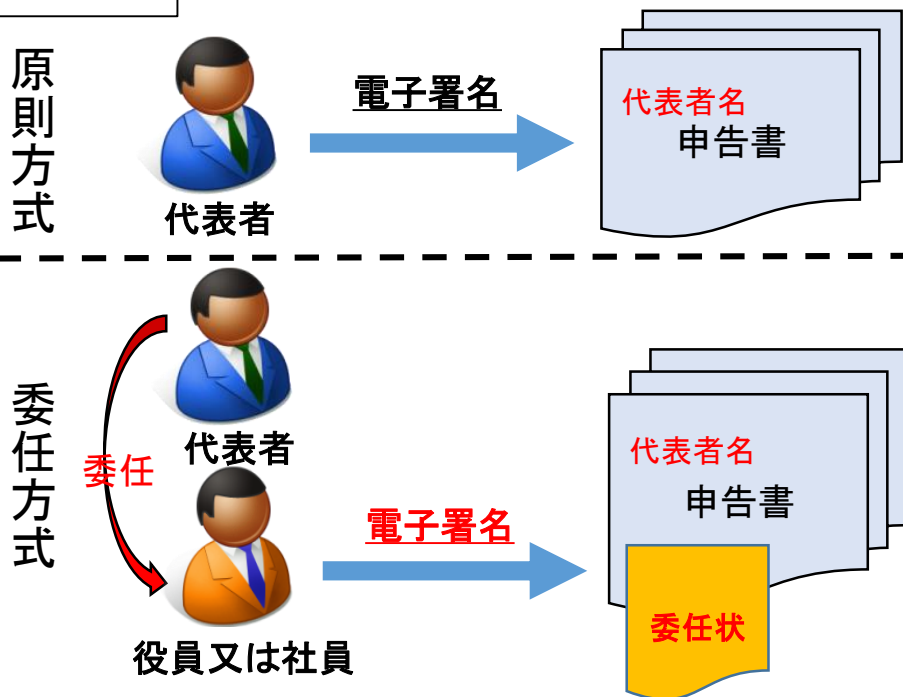 原則方式
電子署名
代表者名
申告書
代表者
委任方式
代表者
委任
電子署名
役員又は社員
代表者名
申告書
委任状